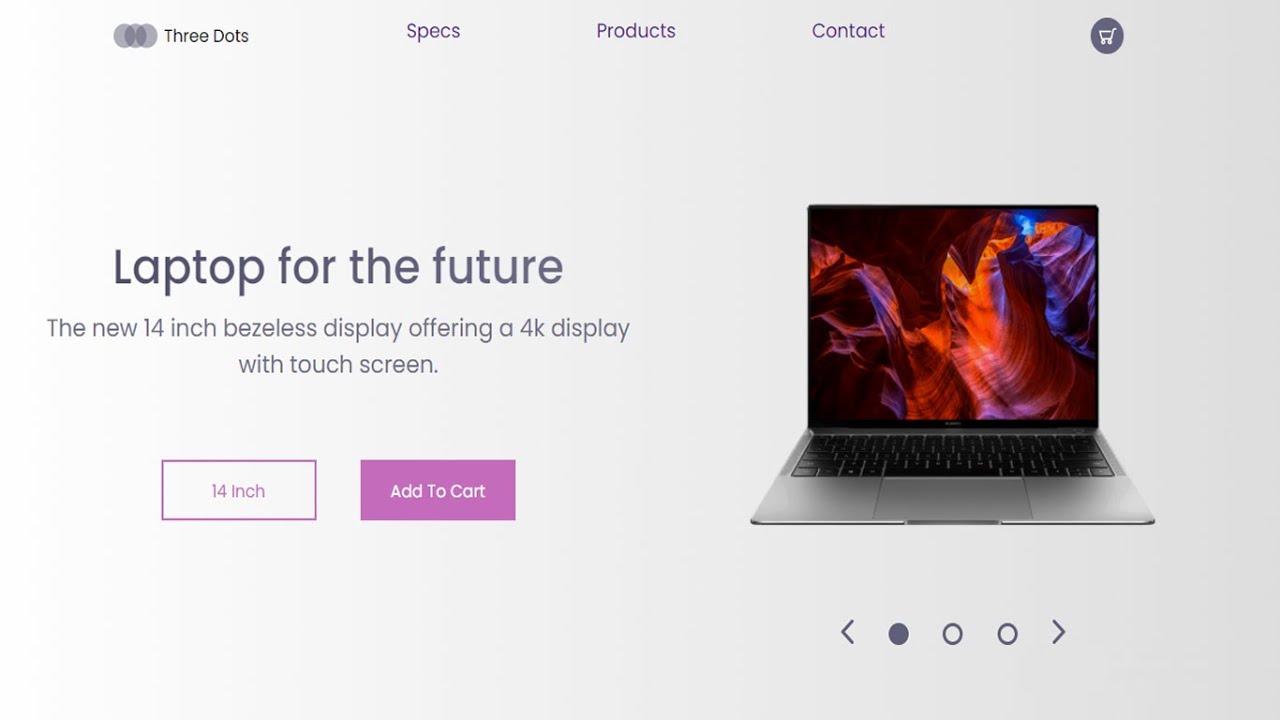 Three Dots
Specs
Products
Contact
Laptop for the future
The new 14 inch bezeless display offering a 4k display
with touch screen.
14 Inch
Add To Cart